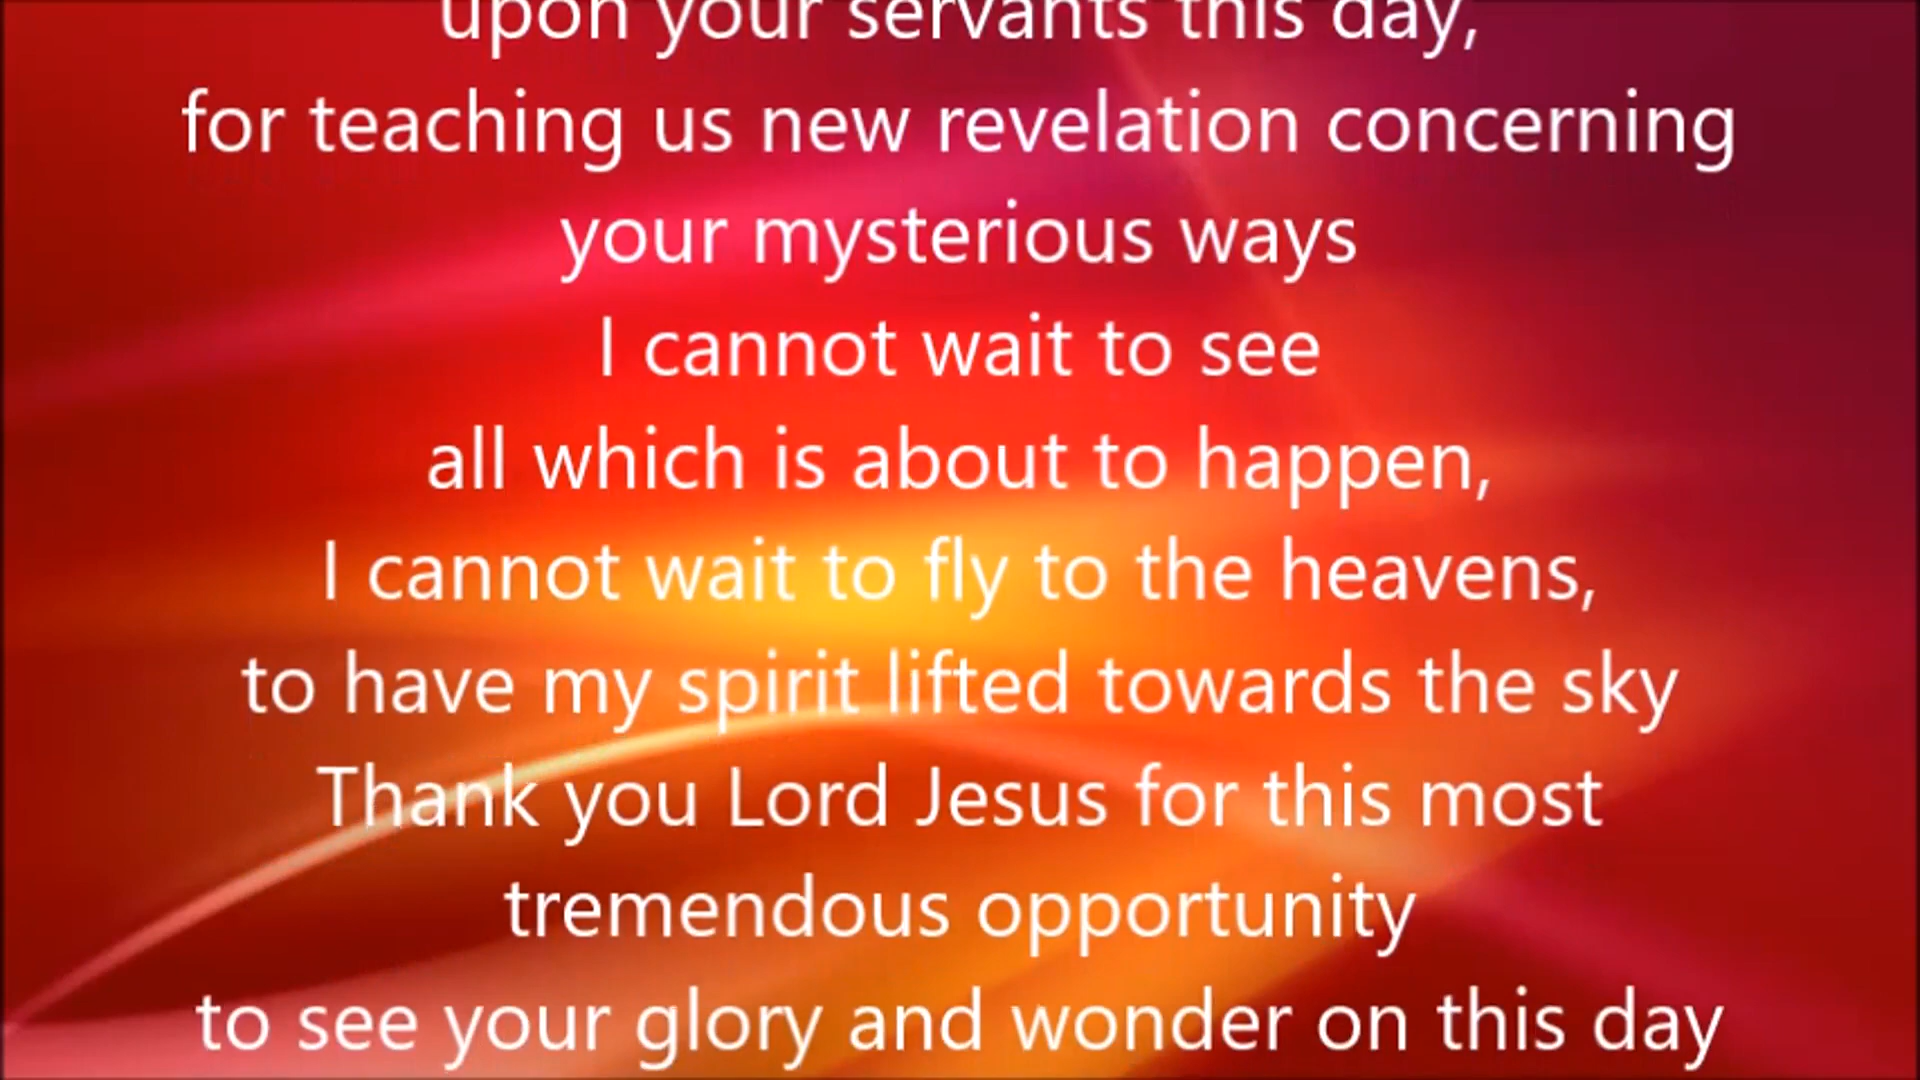 upon your servants this day,
for teaching us new revelation concerning
your mysterious ways
I cannot wait to see
all which is about to happen,
I cannot wait to fly to the heavens,
to have my spirit lifted towards the sky
Thank you Lord Jesus for this most
tremendous opportunity
to see your glory and wonder on this day